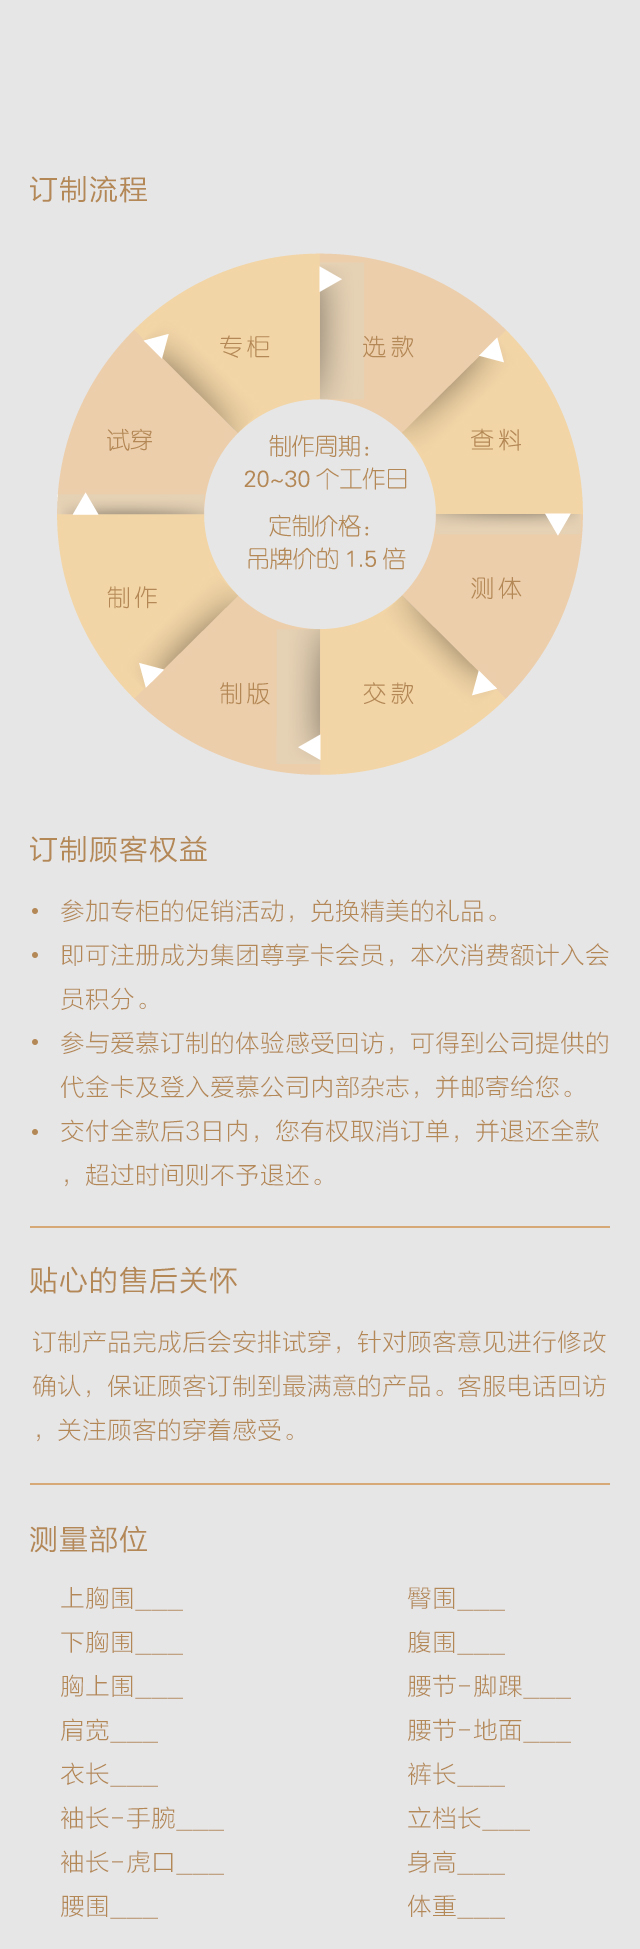 订制流程
专柜
选款
试穿
查料
制作周期：
20~30 个工作日
定制价格：
吊牌价的 1.5 倍
制作
测体
制版
交款
订制顾客权益
• 参加专柜的促销活动，兑换精美的礼品。
• 即可注册成为集团尊享卡会员，本次消费额计入会
员积分。
• 参与爱慕订制的体验感受回访，可得到公司提供的
代金卡及登入爱慕公司内部杂志，并邮寄给您。
• 交付全款后3日内，您有权取消订单，并退还全款
，超过时间则不予退还。
贴心的售后关怀
订制产品完成后会安排试穿，针对顾客意见进行修改
确认，保证顾客订制到最满意的产品。客服电话回访
，关注顾客的穿着感受。
测量部位
上胸围____
臀围____
下胸围____
腹围____
胸上围____
腰节-脚踝____
肩宽____
腰节-地面____
衣长____
裤长____
袖长-手腕____
立档长____
袖长-虎口____
身高____
腰围____
体重____